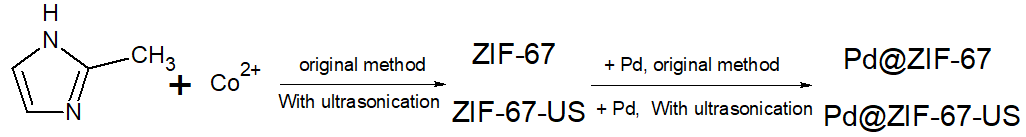 H
N
CH3
N
+
Co2+
original method
With ultrasonication
ZIF-67
ZIF-67-US
+ Pd, original method
+ Pd, With ultrasonication
Pd@ZIF-67
Pd@ZIF-67-US